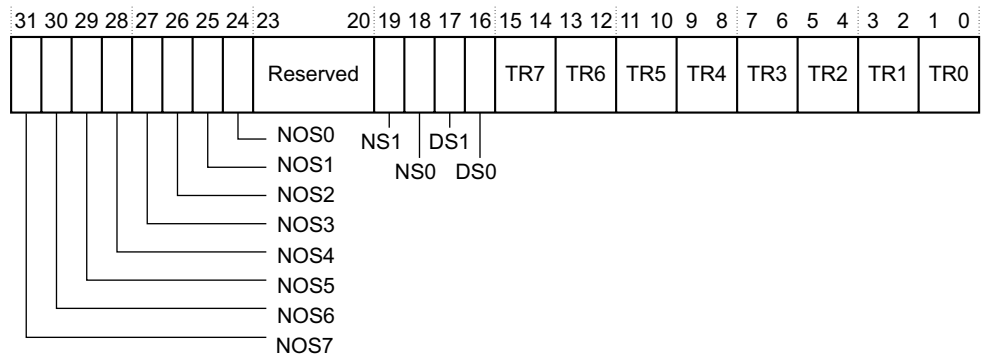 31 30 29 28 27 26 25 24 23 20 19 18 17 16 15 14 13 12 11 10 9 8 7 6 5 4 3 2 1 0
Reserved TR7 TR6 TR5 TR4 TR3 TR2 TR1 TR0
NOS0 NS1 DS1
NOS1 NS0 DS0
NOS2
NOS3
NOS4
NOS5
NOS6
NOS7